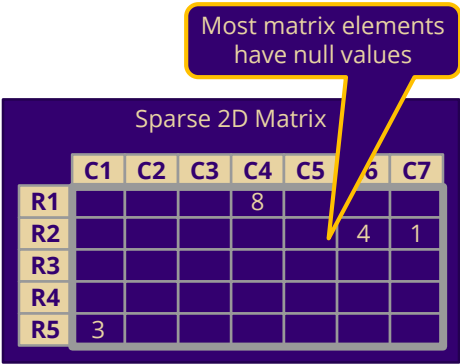 Most matrix elements
have null values
Sparse 2D Matrix
C1 C2 C3 C4 C5 6 C7
R1 8
R2 4 1
R3
R4
R5 3